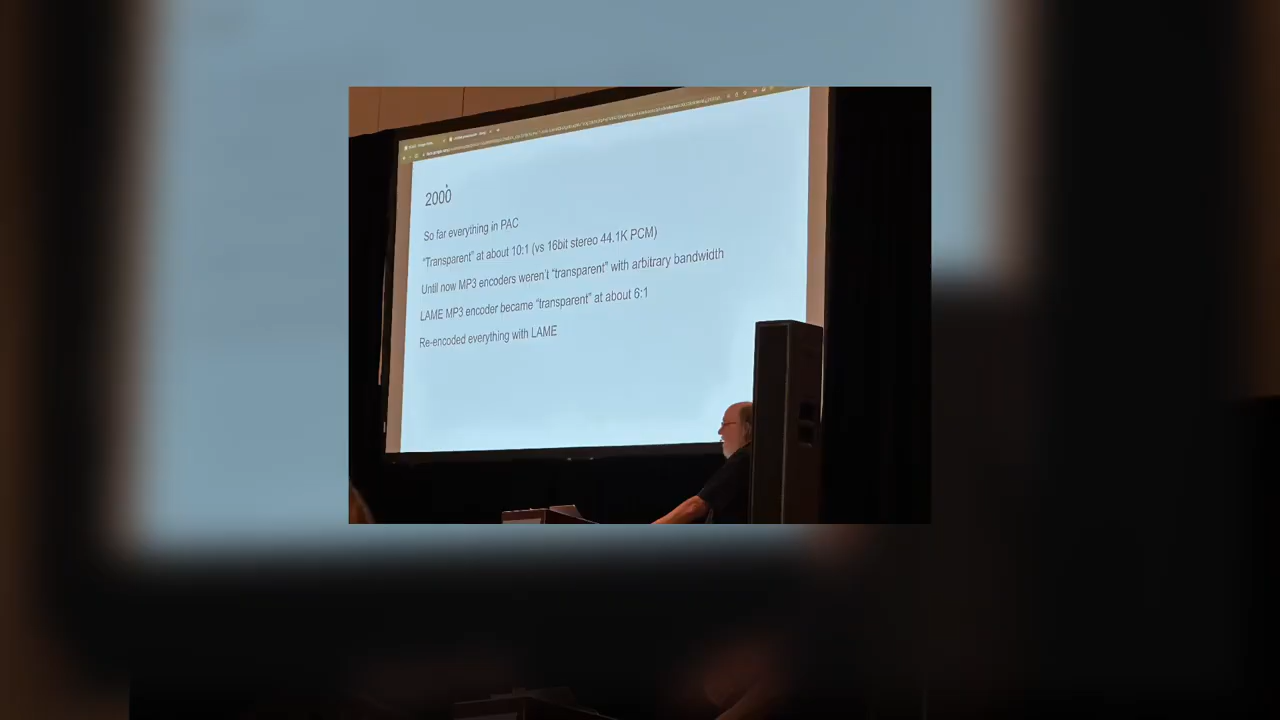 2000
So far everything in PAC
“Transparent” at about 10:1 (vs 16bit stereo 44.1K PCM)
Until now MP3 encoders weren’t “transparent” with arbitrary bandwidth
LAME MP3 encoder became “transparent” at about 6:1
Re-encoded everything with LAME